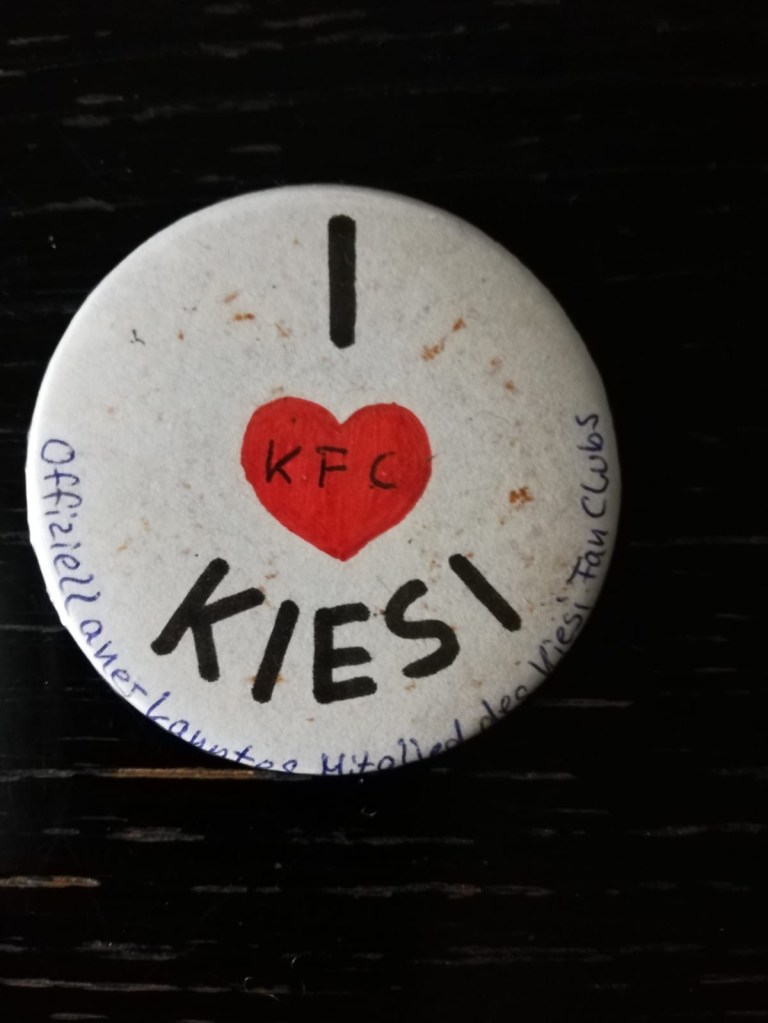 I
KFC
KIESI
Offiziell anerkanntes Mitglied des Kiesi Fan Clubs